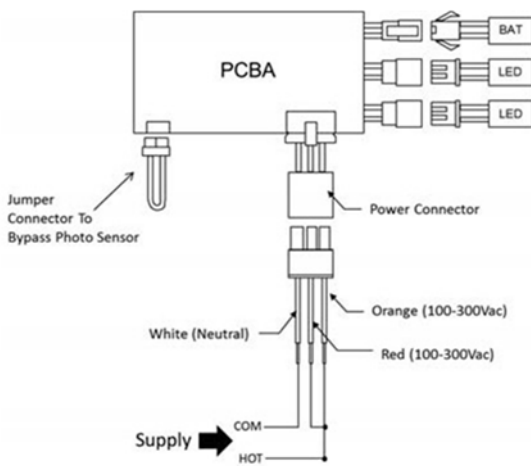 PCBA
BAT
LED
LED
Jumper
Connector To
Bypass Photo Sensor
Power Connector
Orange (100-300Vac)
White (Neutral)
Red (100-300Vac)
COM
Supply
HOT